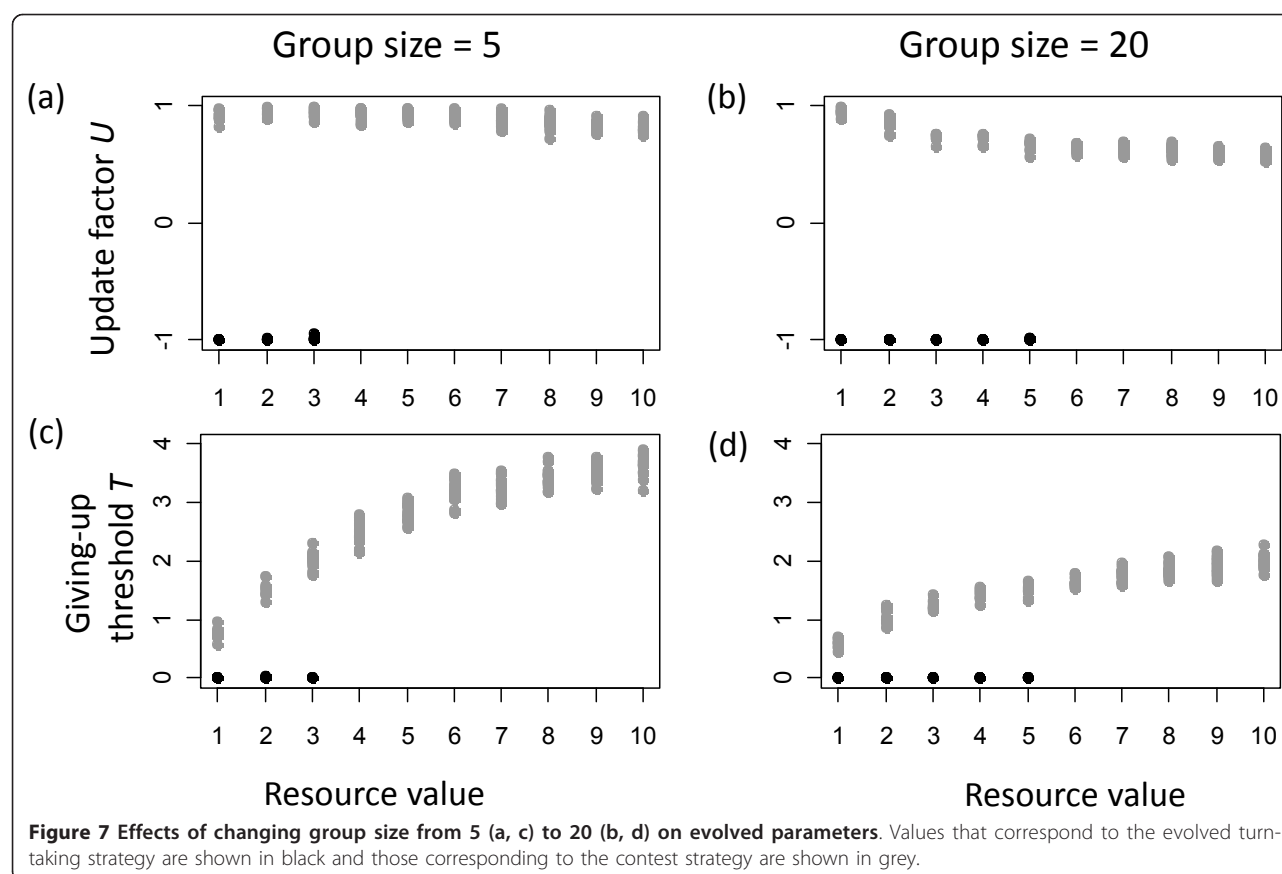 Group size = 5
Group size = 20
(a)
(b)
Update factor U
1
0
-1
1
0
-1
1 2 3 4 5 6 7 8 9 10
1 2 3 4 5 6 7 8 9 10
(c)
(d)
Giving-up
threshold T
4
3
2
1
0
4
3
2
1
0
1 2 3 4 5 6 7 8 9 10
1 2 3 4 5 6 7 8 9 10
Resource value
Resource value
Figure 7 Effects of changing group size from 5 (a, c) to 20 (b, d) on evolved parameters. Values that correspond to the evolved turn-
taking strategy are shown in black and those corresponding to the contest strategy are shown in grey.